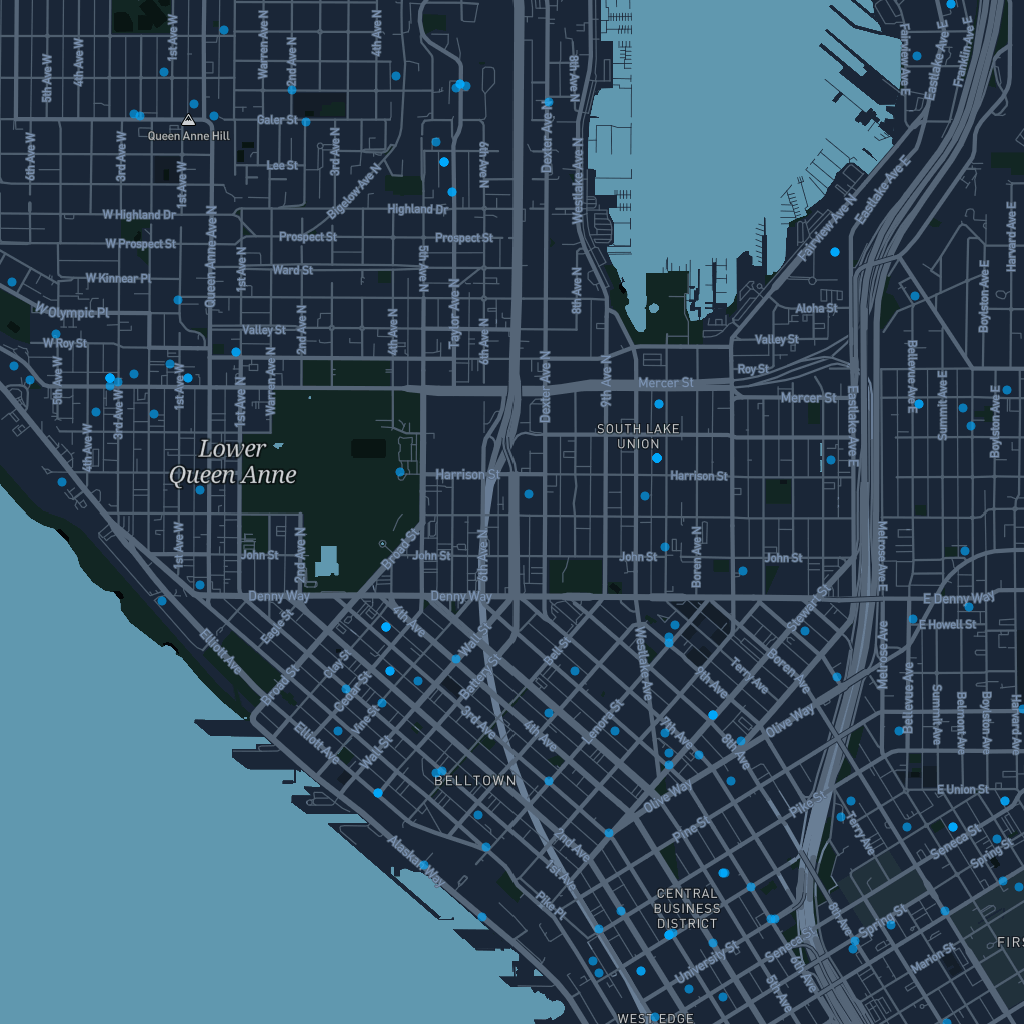 1st Ave W
Warren Ave N
2nd Ave N
4th Ave N
4th Ave W
5th Ave W
8th Ave N
Fairview Ave E
Eastlake Ave E
Franklin Ave E
Galer St
Queen Anne Hill
6th Ave W
3rd Ave W
3rd Ave N
6th Ave N
Dexter Ave N
Lee St
1st Ave W
Bigelow Ave N
Westlake Ave N
Eastlake Ave E
Fairview Ave N
W Highland Dr
Highland Dr
Harvard Ave E
W Prospect St
Prospect St
Prospect St
Queen Anne Ave N
1st Ave N
5th Ave N
Ward St
W Kinnear Pl
8th Ave N
Boylston Ave E
W Olympic Pl
Taylor Ave N
Aloha St
Valley St
2nd Ave N
4th Ave N
6th Ave N
Valley St
W Roy St
Roy St
5th Ave W
1st Ave W
1st Ave N
Warren Ave N
Dexter Ave N
9th Ave N
Mercer St
Mercer St
Bellevue Ave E
Summit Ave E
Boylston Ave E
3rd Ave W
4th Ave W
Eastlake Ave E
SOUTH LAKE
UNION
Lower
Queen Anne
Harrison St
Harrison St
1st Ave W
2nd Ave N
Broad St
6th Ave N
Boren Ave N
Melrose Ave E
John St
John St
John St
John St
Denny Way
Denny Way
E Denny Way
Stewart St
Eagle St
4th Ave
Wall St
Bell St
Westlake Ave
E Howell St
Elliott Ave
Clay St
Cedar St
Battery St
9th Ave
Terry Ave
Boren Ave
Melrose Ave
Broad St
Vine St
3rd Ave
4th Ave
Lenora St
7th Ave
8th Ave
Olive Way
Bellevue Ave
Summit Ave
Belmont Ave
Boylston Ave
Harvard Ave
Elliott Ave
Wall St
BELLTOWN
Olive Way
Pike St
E Union St
Pine St
Terry Ave
Seneca St
Spring St
2nd Ave
1st Ave
Alaskan Way
Pike Pl
CENTRAL
BUSINESS
DISTRICT
8th Ave
Spring St
Seneca St
University St
6th Ave
5th Ave
Marion St
FIRS
WEST EDGE